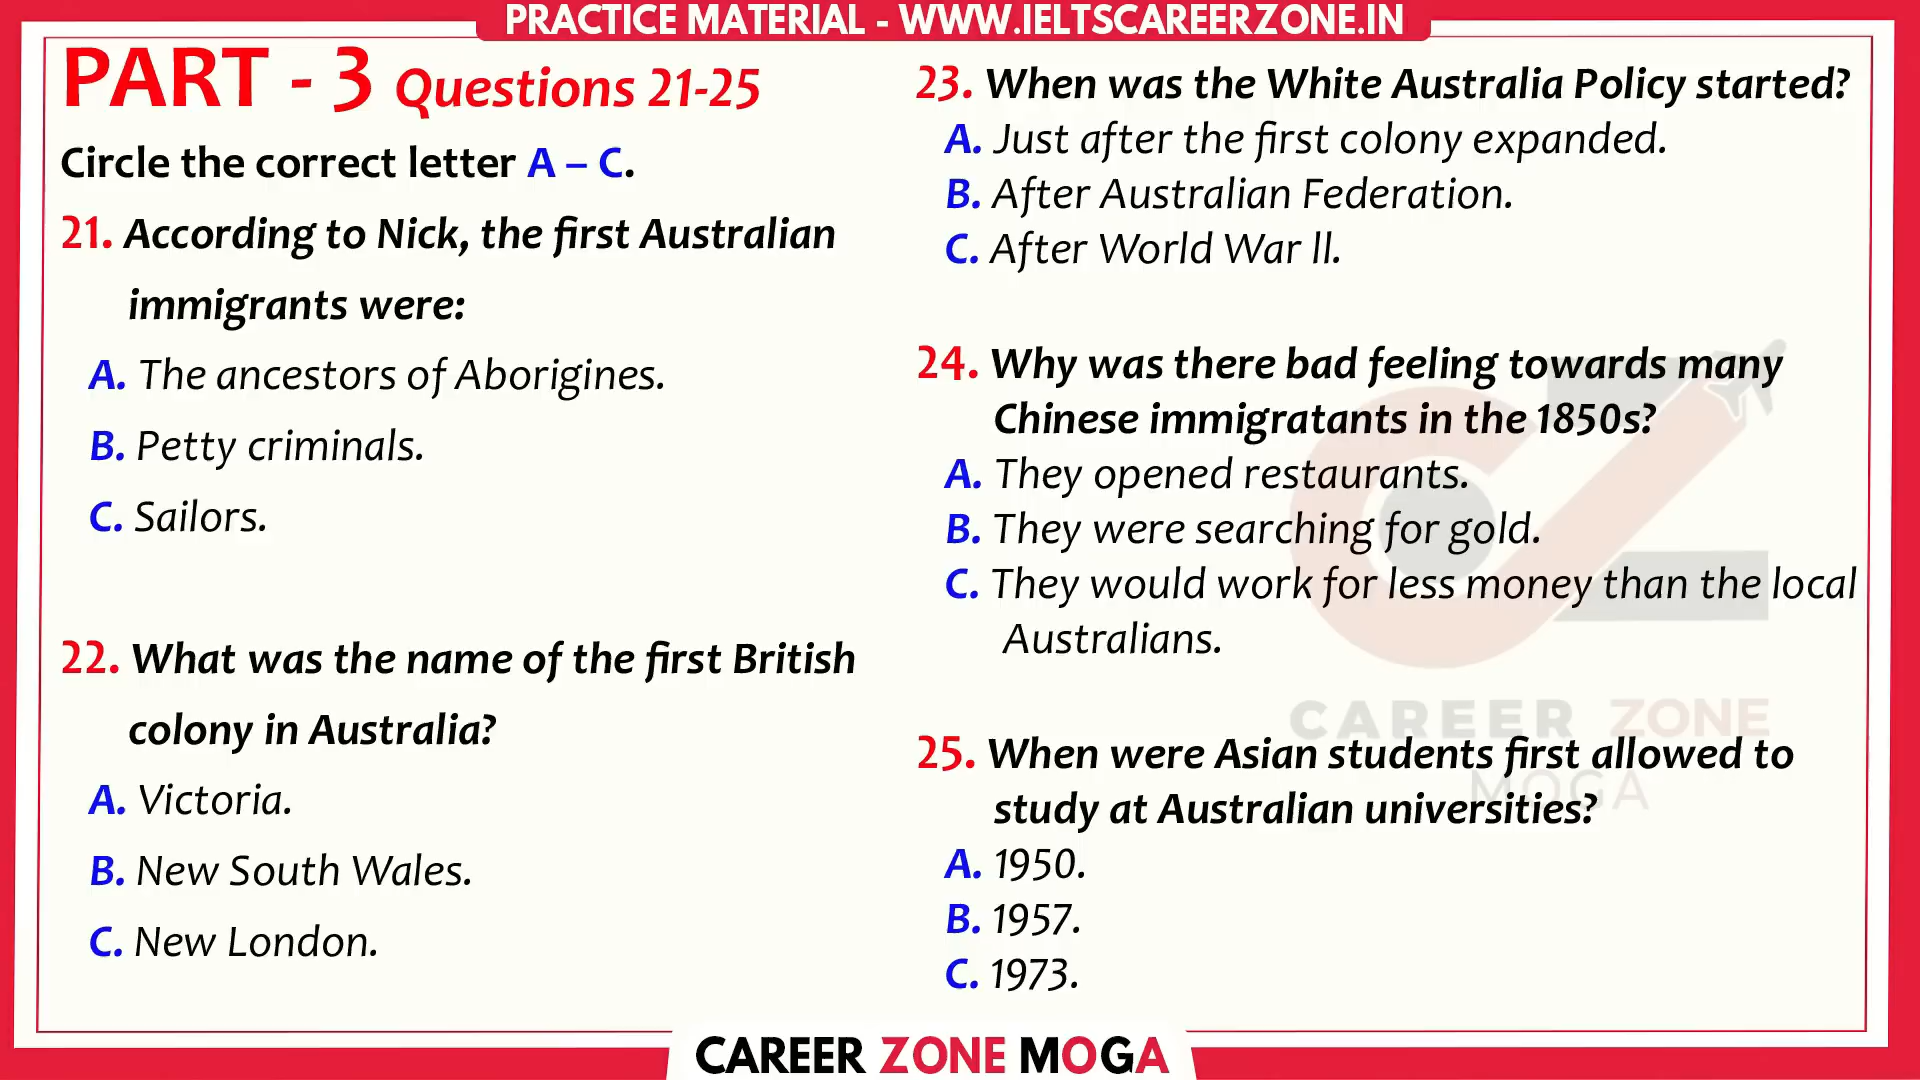 PRACTICE MATERIAL - WWW.IELTSCAREERZONE.IN
PART - 3 Questions 21-25
Circle the correct letter A – C.
21. According to Nick, the first Australian
immigrants were:
A. The ancestors of Aborigines.
B. Petty criminals.
C. Sailors.
22. What was the name of the first British
colony in Australia?
A. Victoria.
B. New South Wales.
C. New London.
23. When was the White Australia Policy started?
A. Just after the first colony expanded.
B. After Australian Federation.
C. After World War ll.
24. Why was there bad feeling towards many
Chinese immigratants in the 1850s?
A. They opened restaurants.
B. They were searching for gold.
C. They would work for less money than the local
Australians.
25. When were Asian students first allowed to
study at Australian universities?
A. 1950.
B. 1957.
C. 1973.
CAREER ZONE
MOGA
CAREER ZONE MOGA